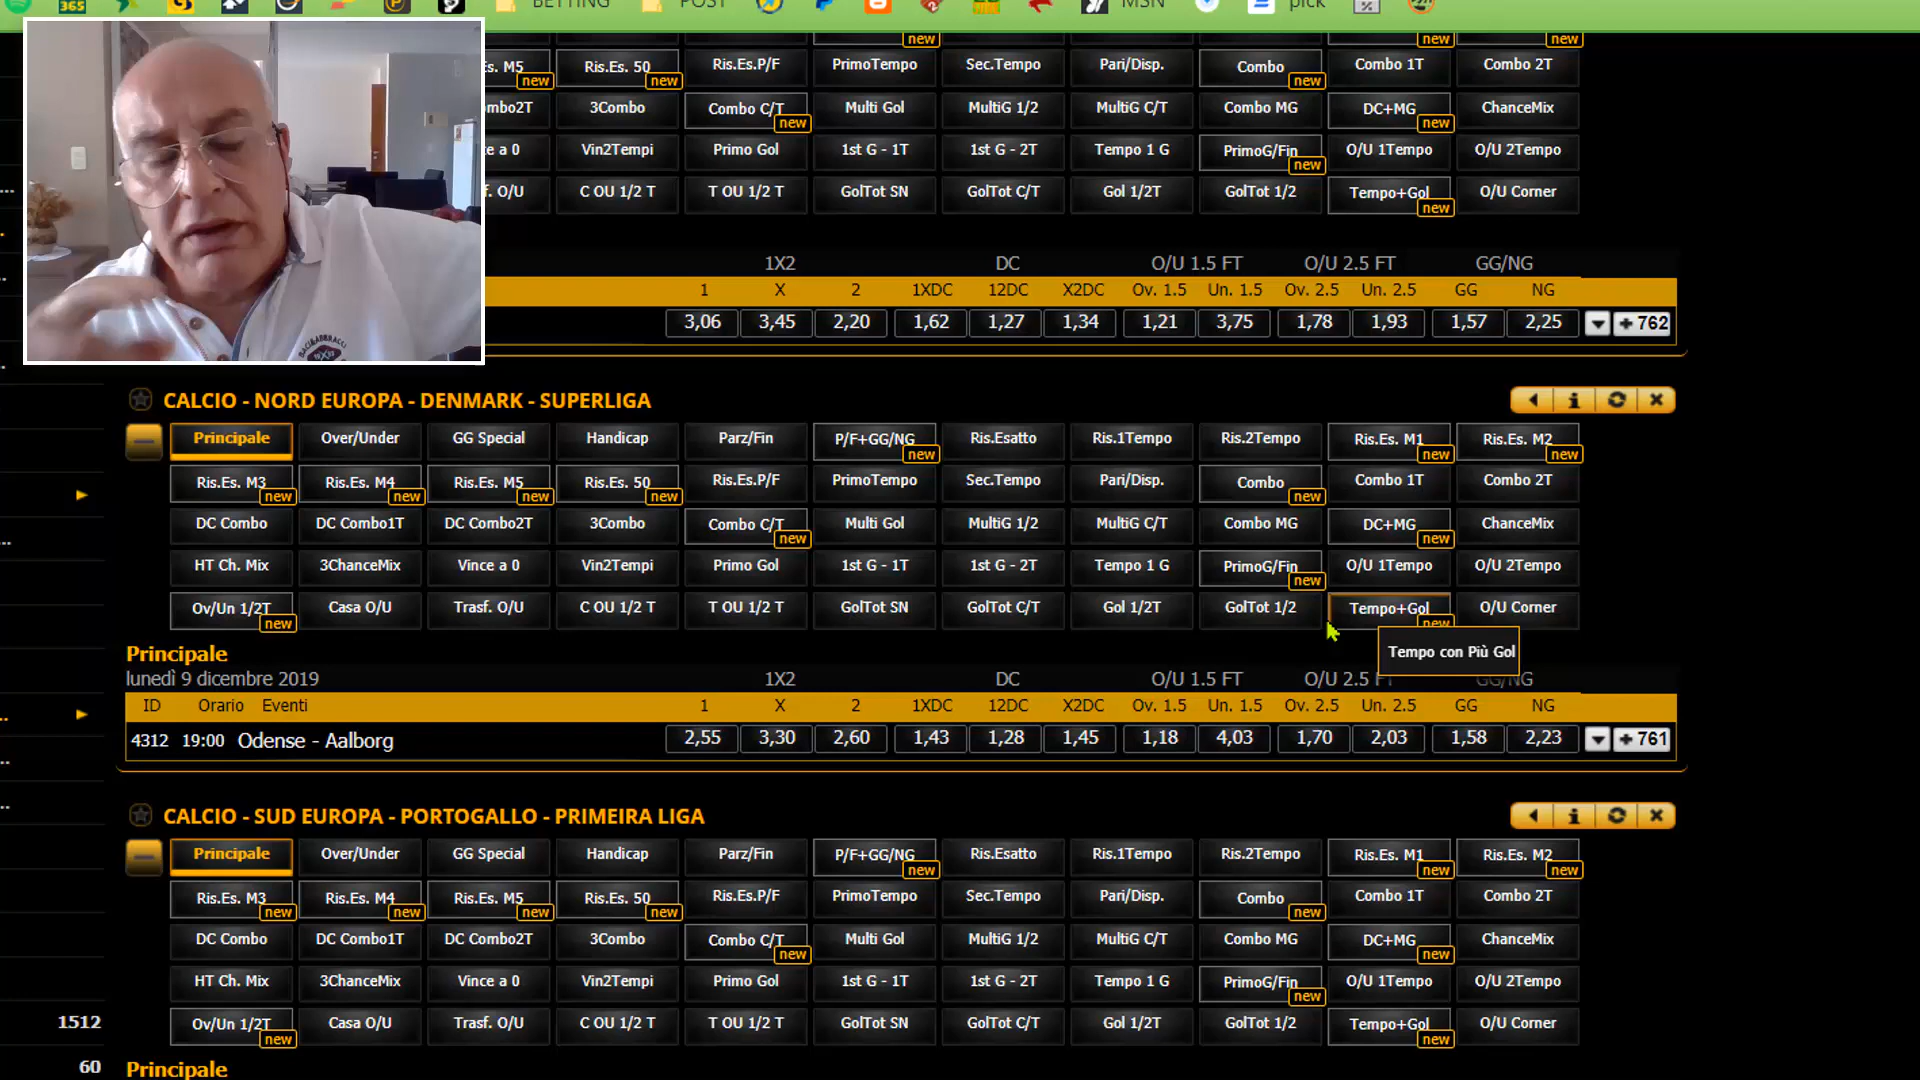 365 BETTING POST MSN pick
new new new
es. M5 new Ris.Es. 50 new Ris.Es.P/F PrimoTempo Sec.Tempo Pari/Disp. Combo new Combo 1T Combo 2T
mbo2T 3Combo Combo C/T new Multi Gol MultiG 1/2 MultiG C/T Combo MG DC+MG new ChanceMix
e a 0 Vin2Tempi Primo Gol 1st G - 1T 1st G - 2T Tempo 1 G PrimoG/Fin new O/U 1Tempo O/U 2Tempo
f. O/U C OU 1/2 T T OU 1/2 T GolTot SN GolTot C/T Gol 1/2T GolTot 1/2 Tempo+Gol new O/U Corner
1X2 DC O/U 1.5 FT O/U 2.5 FT GG/NG
1 X 2 1XDC 12DC X2DC Ov. 1.5 Un. 1.5 Ov. 2.5 Un. 2.5 GG NG
3,06 3,45 2,20 1,62 1,27 1,34 1,21 3,75 1,78 1,93 1,57 2,25 +762
BACI&ABBRACCI
CALCIO - NORD EUROPA - DENMARK - SUPERLIGA
Principale Over/Under GG Special Handicap Parz/Fin P/F+GG/NG new Ris.Esatto Ris.1Tempo Ris.2Tempo Ris.Es. M1 new Ris.Es. M2 new
Ris.Es. M3 new Ris.Es. M4 new Ris.Es. M5 new Ris.Es. 50 new Ris.Es.P/F PrimoTempo Sec.Tempo Pari/Disp. Combo new Combo 1T Combo 2T
DC Combo DC Combo1T DC Combo2T 3Combo Combo C/T new Multi Gol MultiG 1/2 MultiG C/T Combo MG DC+MG new ChanceMix
HT Ch. Mix 3ChanceMix Vince a 0 Vin2Tempi Primo Gol 1st G - 1T 1st G - 2T Tempo 1 G PrimoG/Fin new O/U 1Tempo O/U 2Tempo
Ov/Un 1/2T new Casa O/U Trasf. O/U C OU 1/2 T T OU 1/2 T GolTot SN GolTot C/T Gol 1/2T GolTot 1/2 Tempo+Gol new O/U Corner
Tempo con Più Gol
Principale
lunedì 9 dicembre 2019 1X2 DC O/U 1.5 FT O/U 2.5 FT GG/NG
ID Orario Eventi 1 X 2 1XDC 12DC X2DC Ov. 1.5 Un. 1.5 Ov. 2.5 Un. 2.5 GG NG
4312 19:00 Odense - Aalborg 2,55 3,30 2,60 1,43 1,28 1,45 1,18 4,03 1,70 2,03 1,58 2,23 +761
CALCIO - SUD EUROPA - PORTOGALLO - PRIMEIRA LIGA
Principale Over/Under GG Special Handicap Parz/Fin P/F+GG/NG new Ris.Esatto Ris.1Tempo Ris.2Tempo Ris.Es. M1 new Ris.Es. M2 new
Ris.Es. M3 new Ris.Es. M4 new Ris.Es. M5 new Ris.Es. 50 new Ris.Es.P/F PrimoTempo Sec.Tempo Pari/Disp. Combo new Combo 1T Combo 2T
DC Combo DC Combo1T DC Combo2T 3Combo Combo C/T new Multi Gol MultiG 1/2 MultiG C/T Combo MG DC+MG new ChanceMix
HT Ch. Mix 3ChanceMix Vince a 0 Vin2Tempi Primo Gol 1st G - 1T 1st G - 2T Tempo 1 G PrimoG/Fin new O/U 1Tempo O/U 2Tempo
1512 Ov/Un 1/2T new Casa O/U Trasf. O/U C OU 1/2 T T OU 1/2 T GolTot SN GolTot C/T Gol 1/2T GolTot 1/2 Tempo+Gol new O/U Corner
60 Principale